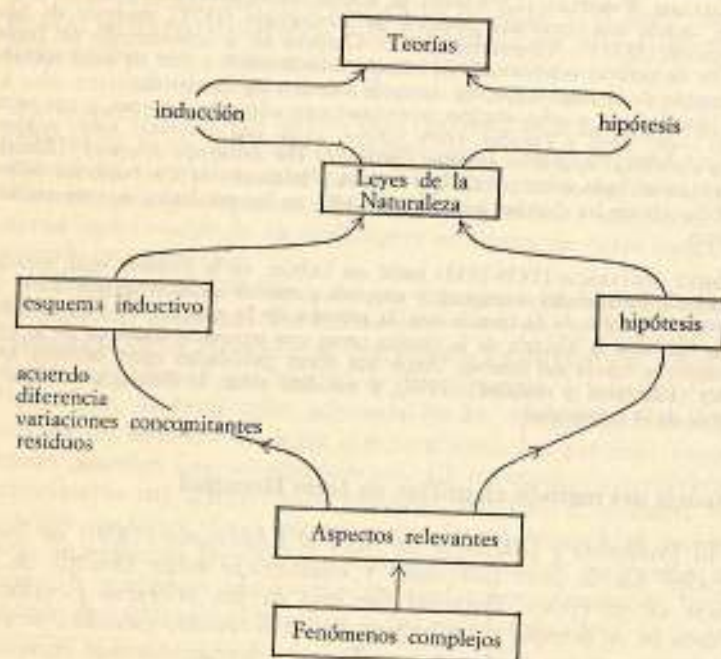 Teorías
inducción
hipótesis
Leyes de la
Naturaleza
esquema inductivo
hipótesis
acuerdo
diferencia
variaciones concomitantes
residuos
Aspectos relevantes
Fenómenos complejos